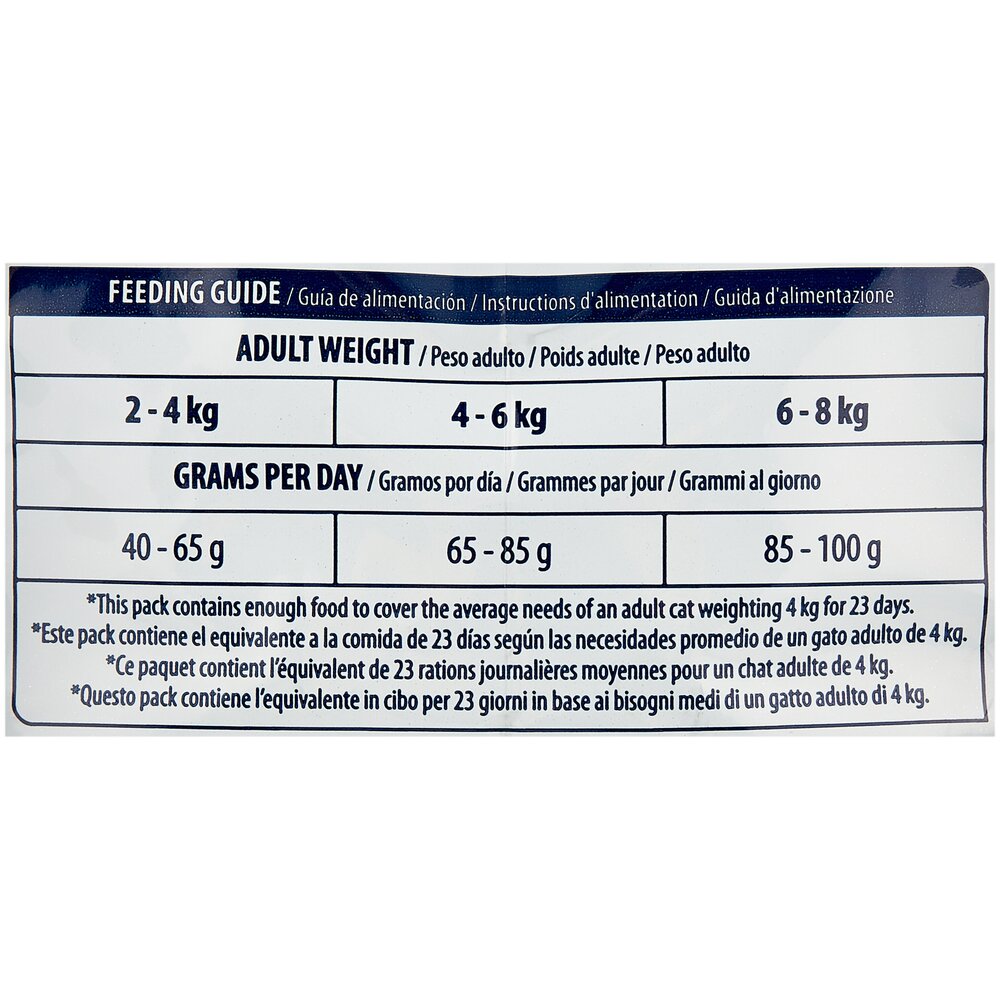 FEEDING GUIDE / Guía de alimentación / Instructions d'alimentation / Guida d'alimentazione
ADULT WEIGHT / Peso adulto / Poids adulte / Peso adulto
2 - 4 kg 4 - 6 kg 6 - 8 kg
GRAMS PER DAY / Gramos por día / Grammes par jour / Grammi al giorno
40 - 65 g 65 - 85 g 85 - 100 g
*This pack contains enough food to cover the average needs of an adult cat weighting 4 kg for 23 days.
*Este pack contiene el equivalente a la comida de 23 días según las necesidades promedio de un gato adulto de 4 kg.
*Ce paquet contient l'équivalent de 23 rations journalières moyennes pour un chat adulte de 4 kg.
*Questo pack contiene l'equivalente in cibo per 23 giorni in base ai bisogni medi di un gatto adulto di 4 kg.